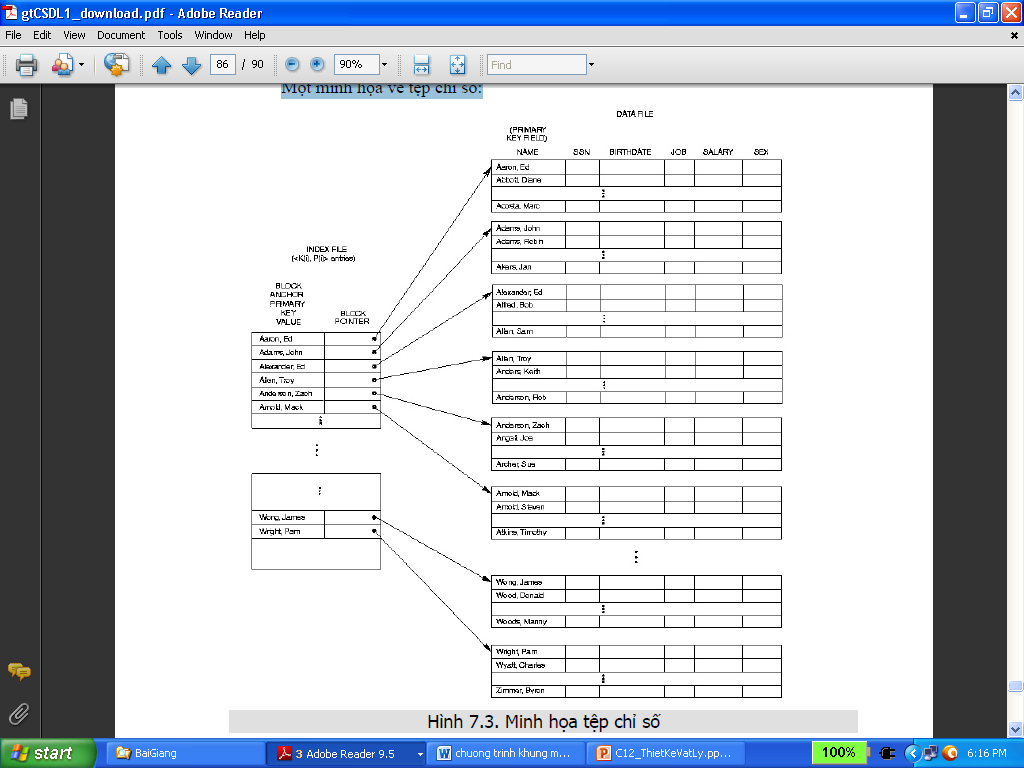 gtCSDL1_download.pdf - Adobe Reader
File Edit View Document Tools Window Help
86 / 90 90% Find
Một minh họa về tệp chỉ số:
DATA FILE
(PRIMARY
KEY FIELD)
NAME SSN BIRTHDATE JOB SALARY SEX
Aaron, Ed
Abbott, Diane
Acosta, Marc
Adams, John
Adams, Robin
Akers, Jan
Alexander, Ed
Alfred, Bob
Allen, Sam
Allen, Troy
Anders, Keith
Anderson, Rob
Anderson, Zach
Angeli, Joe
Archer, Sue
Arnold, Mack
Arnold, Steven
Atkins, Timothy
Wong, James
Wood, Donald
Woods, Manny
Wright, Pam
Wyatt, Charles
Zimmer, Byron
INDEX FILE
(<K(i), P(i)> entries)
BLOCK
ANCHOR
PRIMARY
KEY
VALUE
BLOCK
POINTER
Aaron, Ed
Adams, John
Alexander, Ed
Allen, Troy
Anderson, Zach
Arnold, Mack
Wong, James
Wright, Pam
Hình 7.3. Minh họa tệp chỉ số
start BaiGiang 3 Adobe Reader 9.5 chuong trinh khung m... C12_ThietKeVatLy.pp... 100% 6:16 PM